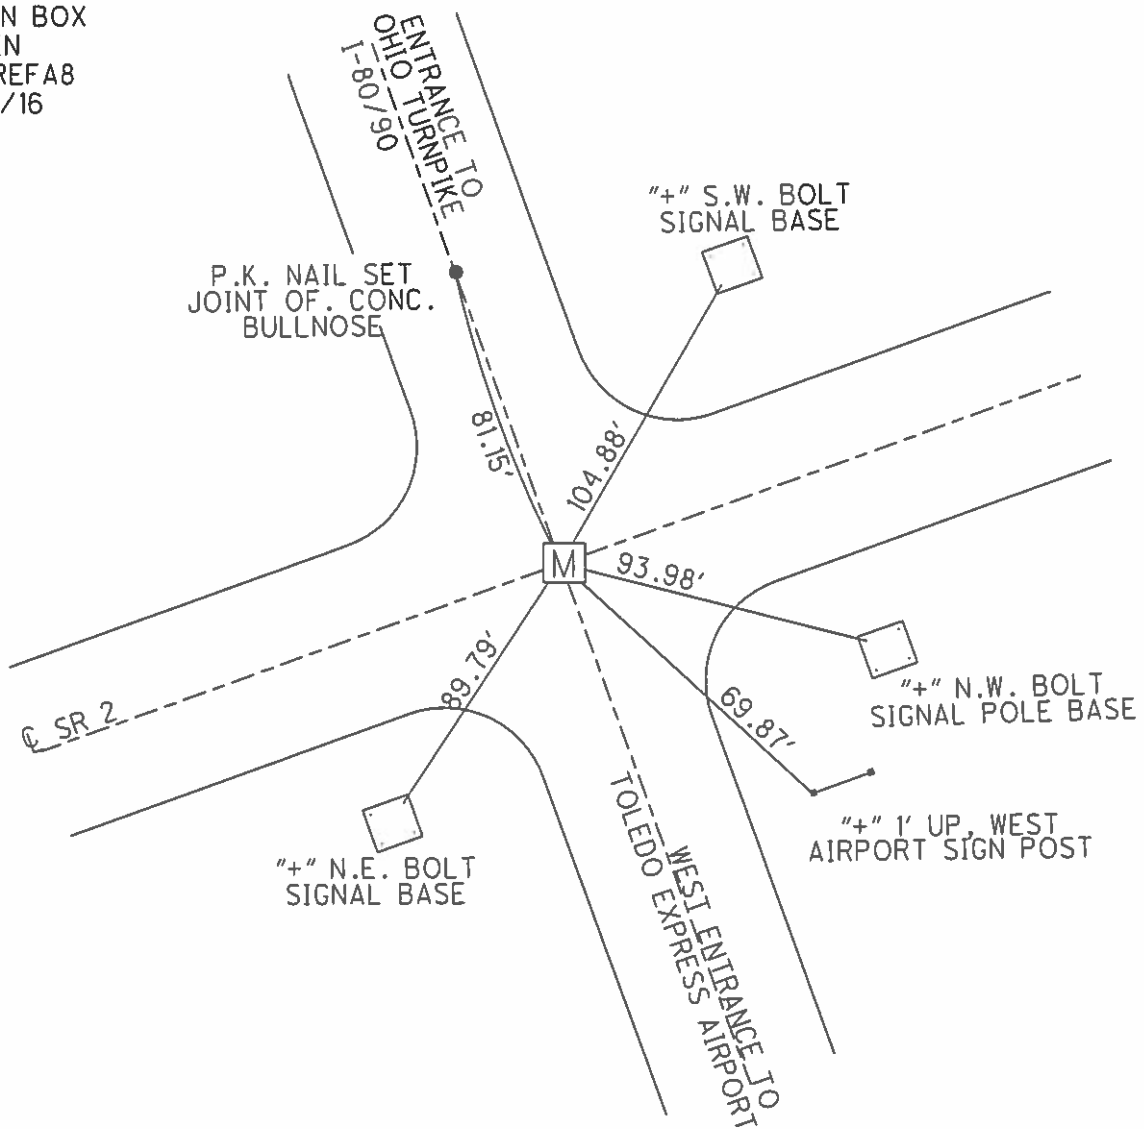 N BOX
N
REFA8
/16
ENTRANCE TO
OHIO TURNPIKE
I-80/90
"+" S.W. BOLT
SIGNAL BASE
P.K. NAIL SET
JOINT OF. CONC.
BULLNOSE
81.15'
104.88'
M
93.98'
89.79'
"+" N.W. BOLT
SIGNAL POLE BASE
69.87'
℄ SR 2
"+" 1' UP, WEST
AIRPORT SIGN POST
"+" N.E. BOLT
SIGNAL BASE
WEST ENTRANCE TO
TOLEDO EXPRESS AIRPORT